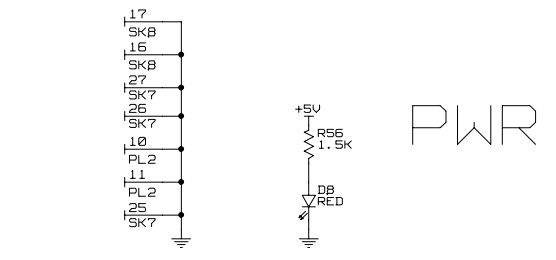 17
SK8
16
SK8
27
SK7
26
SK7
10
PL2
11
PL2
25
SK7
+5V
R56
1.5K
D8
RED
PWR